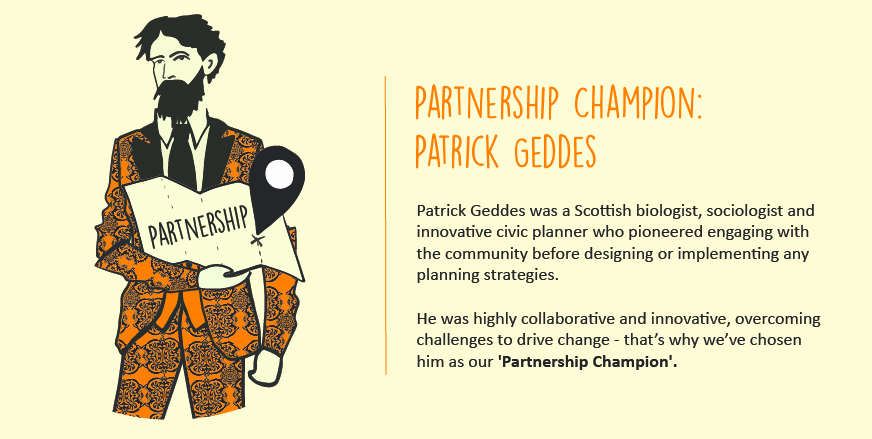 PARTNERSHIP
PARTNERSHIP CHAMPION:
PATRICK GEDDES
Patrick Geddes was a Scottish biologist, sociologist and
innovative civic planner who pioneered engaging with
the community before designing or implementing any
planning strategies.
He was highly collaborative and innovative, overcoming
challenges to drive change - that's why we've chosen
him as our 'Partnership Champion'.